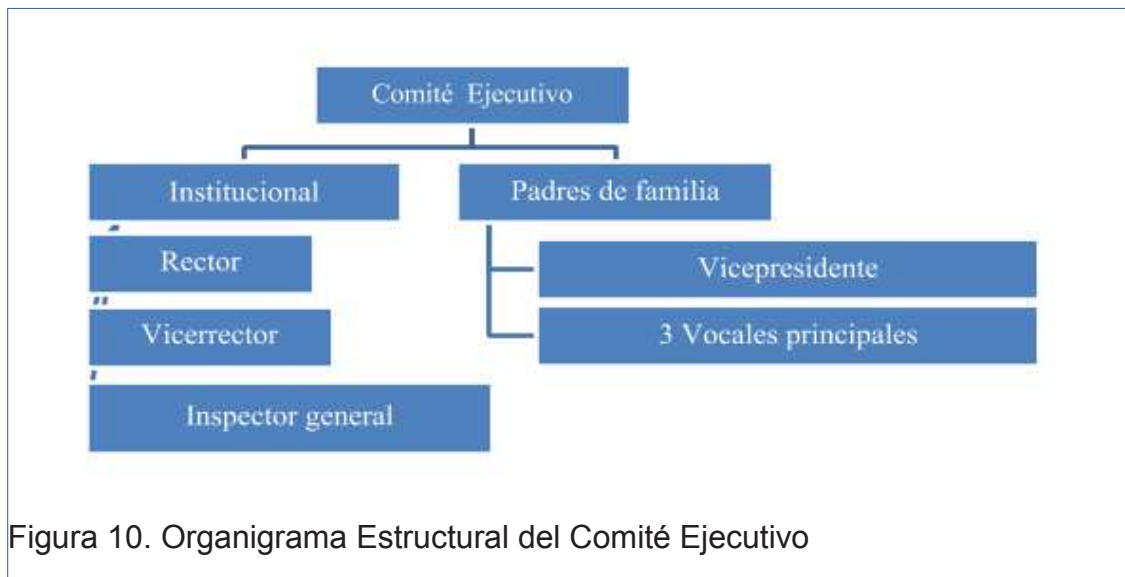 Comité Ejecutivo
Institucional
Padres de familia
Rector
Vicepresidente
Vicerrector
3 Vocales principales
Inspector general
Figura 10. Organigrama Estructural del Comité Ejecutivo